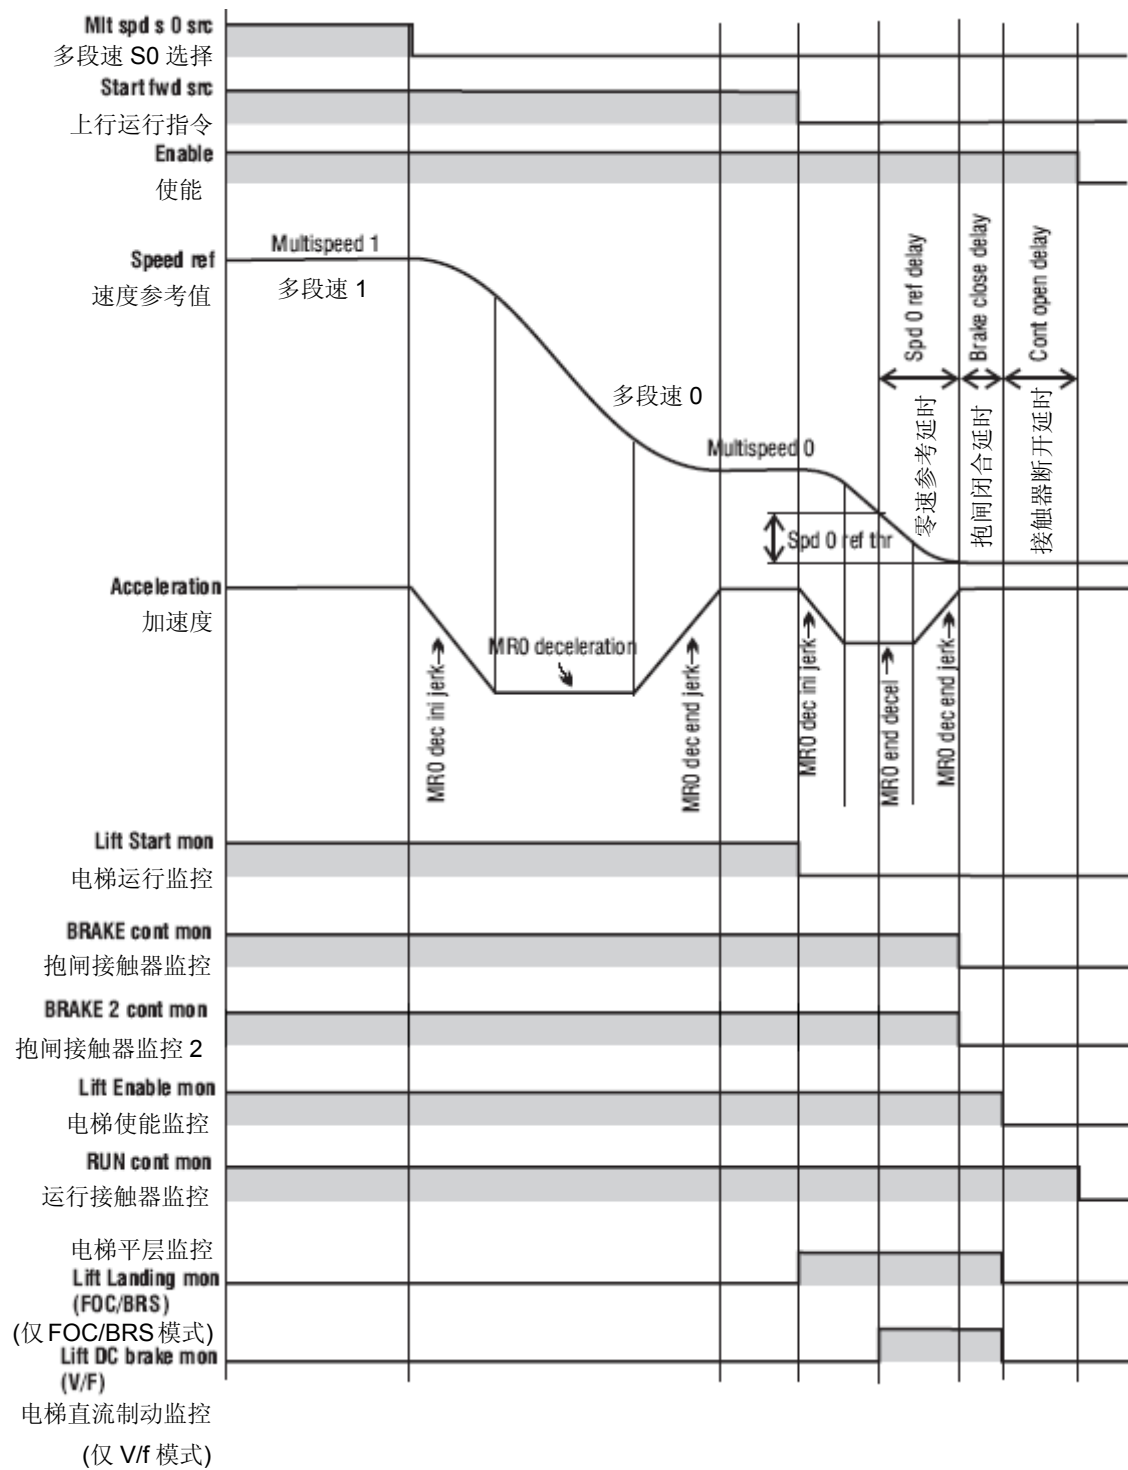 Mlt spd s 0 src
多段速 S0 选择
Start fwd src
上行运行指令
Enable
使能
Speed ref
速度参考值
Multispeed 1
多段速 1
多段速 0
Multispeed 0
Spd 0 ref delay
零速参考延时
Brake close delay
抱闸闭合延时
Cont open delay
接触器断开延时
Spd 0 ref thr
Acceleration
加速度
MR0 dec ini jerk
MR0 deceleration
MR0 dec end jerk
MR0 dec ini jerk
MR0 end decel
MR0 dec end jerk
Lift Start mon
电梯运行监控
BRAKE cont mon
抱闸接触器监控
BRAKE 2 cont mon
抱闸接触器监控 2
Lift Enable mon
电梯使能监控
RUN cont mon
运行接触器监控
电梯平层监控
Lift Landing mon
(FOC/BRS)
(仅 FOC/BRS 模式)
Lift DC brake mon
(V/F)
电梯直流制动监控
(仅 V/f 模式)